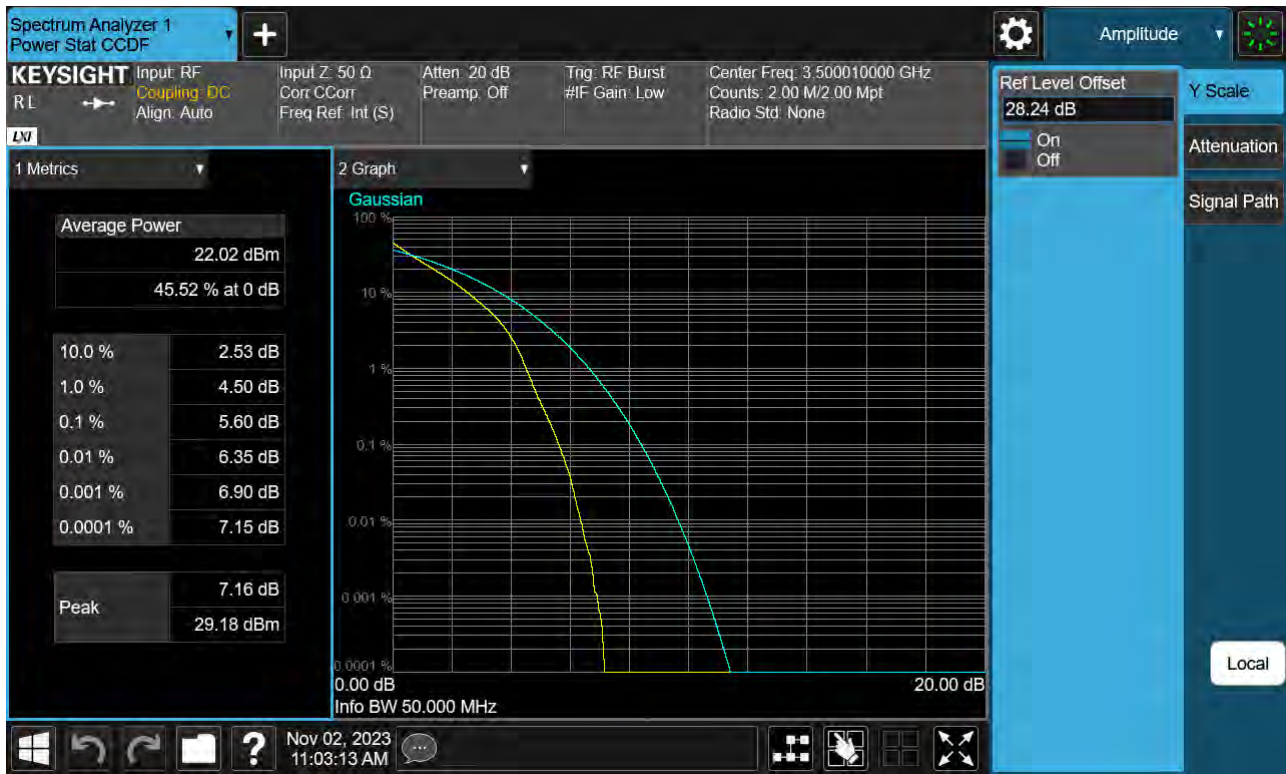 Spectrum Analyzer 1
Power Stat CCDF
Amplitude
KEYSIGHT
RL
LXI
Input: RF
Coupling: DC
Align: Auto
Input Z: 50 Ω
Corr CCorr
Freq Ref: Int (S)
Atten: 20 dB
Preamp: Off
Trig: RF Burst
#IF Gain: Low
Center Freq: 3.500010000 GHz
Counts: 2.00 M/2.00 Mpt
Radio Std: None
Ref Level Offset
28.24 dB
On
Off
Y Scale
Attenuation
Signal Path
Local
1 Metrics
Average Power
22.02 dBm
45.52 % at 0 dB
10.0 % 2.53 dB
1.0 % 4.50 dB
0.1 % 5.60 dB
0.01 % 6.35 dB
0.001 % 6.90 dB
0.0001 % 7.15 dB
Peak 7.16 dB
29.18 dBm
2 Graph
Gaussian
100 %
10 %
1 %
0.1 %
0.01 %
0.001 %
0.0001 %
0.00 dB 20.00 dB
Info BW 50.000 MHz
?
Nov 02, 2023
11:03:13 AM